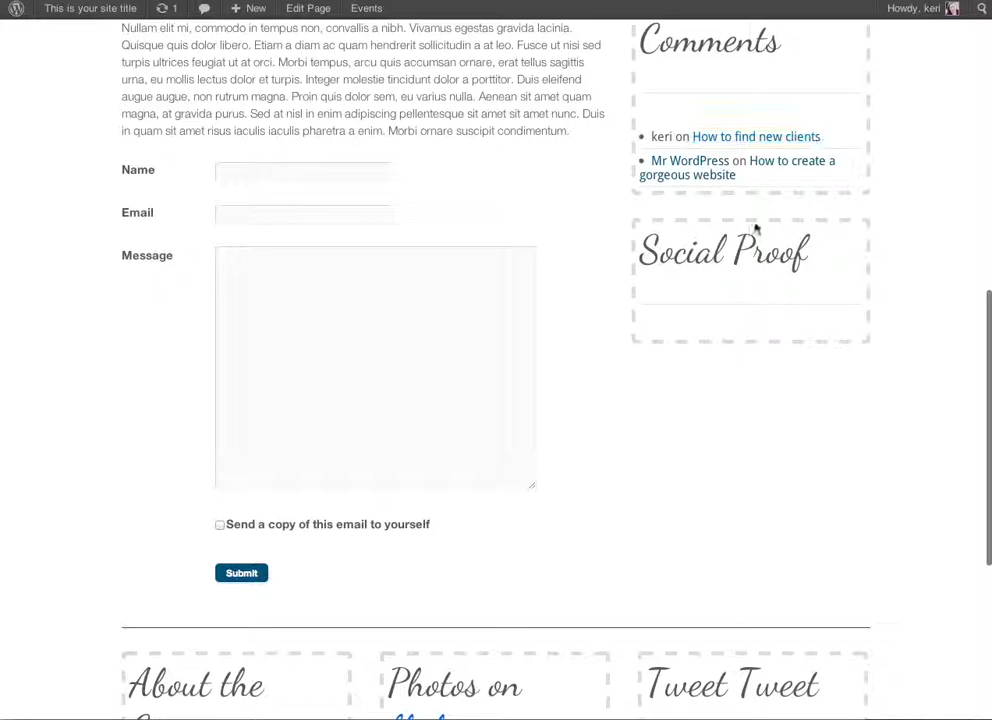 This is your site title 1 New Edit Page Events Howdy, keri
Nullam elit mi, commodo in tempus non, convallis a nibh. Vivamus egestas gravida lacinia.
Quisque quis dolor libero. Etiam a diam ac quam hendrerit sollicitudin a at leo. Fusce ut nisi sed
turpis ultrices feugiat ut at orci. Morbi tempus, arcu quis accumsan ornare, erat tellus sagittis
urna, eu mollis lectus dolor et turpis. Integer molestie tincidunt dolor a porttitor. Duis eleifend
augue augue, non rutrum magna. Proin quis dolor sem, eu varius nulla. Aenean sit amet quam
magna, at gravida purus. Sed at nisl in enim adipiscing pellentesque sit amet sit amet nunc. Duis
in quam sit amet risus iaculis iaculis pharetra a enim. Morbi ornare suscipit condimentum.
Name
Email
Message
Send a copy of this email to yourself
Submit
Comments
keri on How to find new clients
Mr WordPress on How to create a
gorgeous website
Social Proof
About the
Photos on
Tweet Tweet